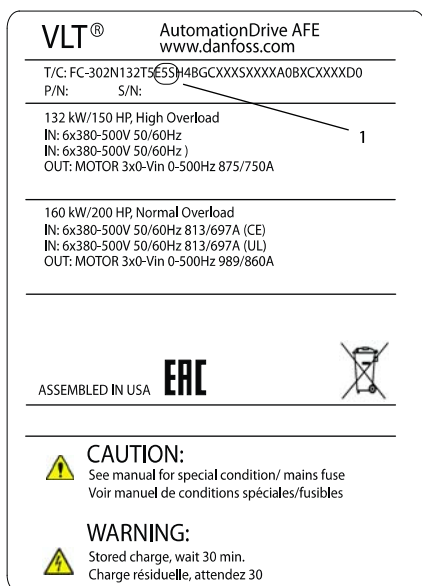 VLT® AutomationDrive AFE
www.danfoss.com
T/C: FC-302N132T5E5SH4BGCXXXSXXXXA0BXCXXXXD0
P/N: S/N:
1
132 kW/150 HP, High Overload
IN: 6x380-500V 50/60Hz
IN: 6x380-500V 50/60Hz )
OUT: MOTOR 3x0-Vin 0-500Hz 875/750A
160 kW/200 HP, Normal Overload
IN: 6x380-500V 50/60Hz 813/697A (CE)
IN: 6x380-500V 50/60Hz 813/697A (UL)
OUT: MOTOR 3x0-Vin 0-500Hz 989/860A
ASSEMBLED IN USA EAC
CAUTION:
See manual for special condition/ mains fuse
Voir manuel de conditions spéciales/fusibles
WARNING:
Stored charge, wait 30 min.
Charge résiduelle, attendez 30